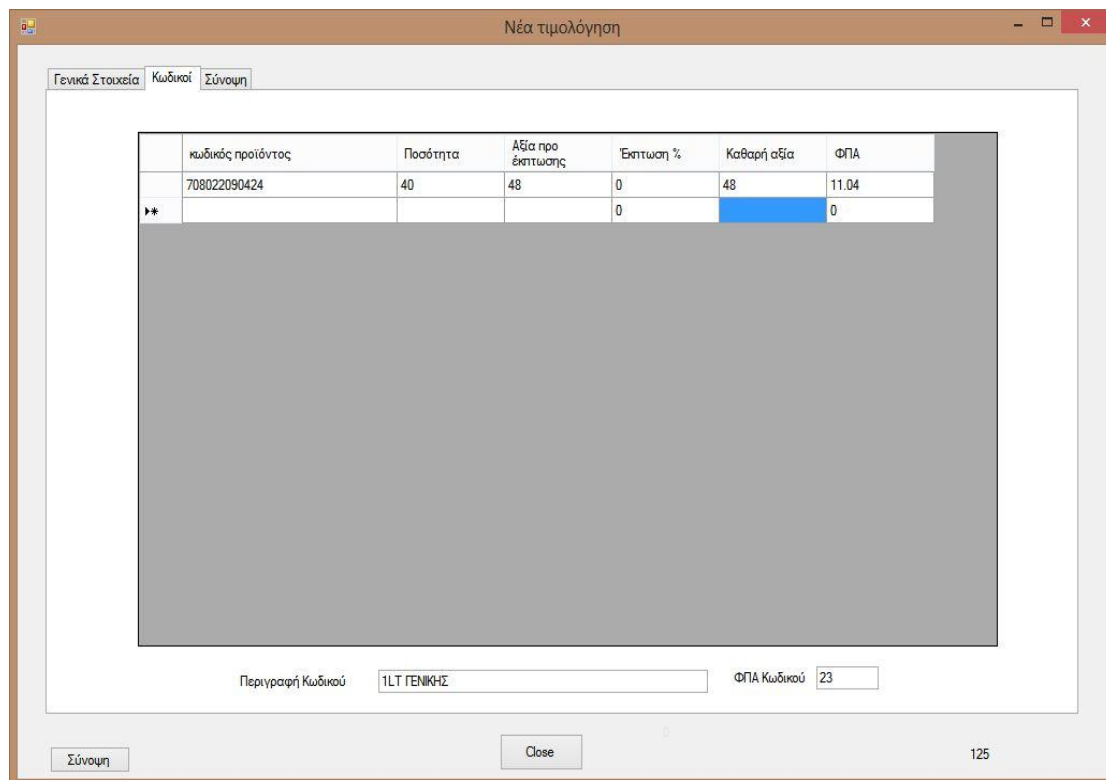 Νέα τιμολόγηση
Γενικά Στοιχεία Κωδικοί Σύνοψη
κωδικός προϊόντος Ποσότητα Αξία προ έκπτωσης Έκπτωση % Καθαρή αξία ΦΠΑ
708022090424 40 48 0 48 11.04
0 0
Περιγραφή Κωδικού 1LT ΓΕΝΙΚΗΣ ΦΠΑ Κωδικού 23
0
Σύνοψη Close 125